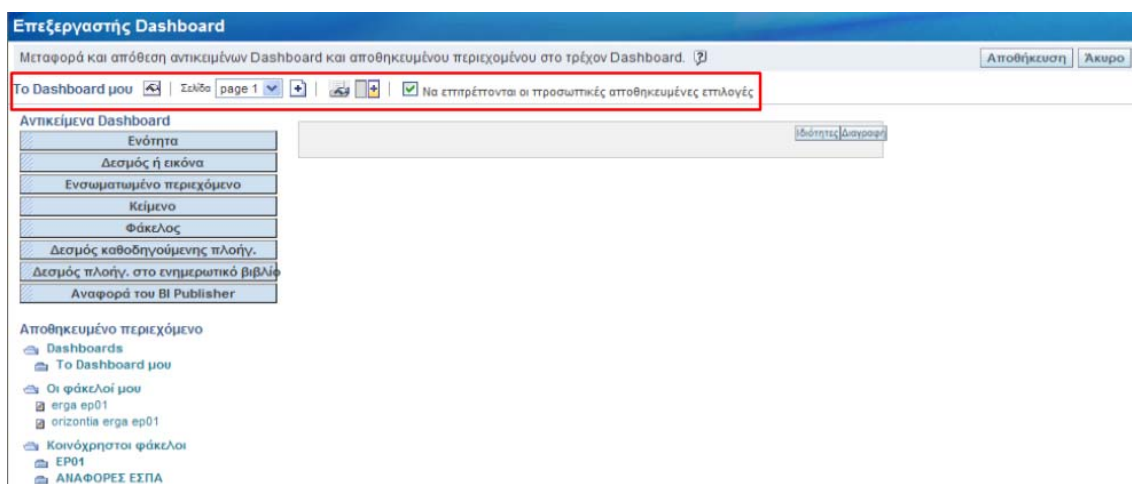 Επεξεργαστής Dashboard
Μεταφορά και απόθεση αντικειμένων Dashboard και αποθηκευμένου περιεχομένου στο τρέχον Dashboard. ?
Αποθήκευση Άκυρο
Το Dashboard μου | Σελίδα page 1 | Να επιτρέπονται οι προσωπικές αποθηκευμένες επιλογές
Αντικείμενα Dashboard
Ιδιότητες Διαγραφή
Ενότητα
Δεσμός ή εικόνα
Ενσωματωμένο περιεχόμενο
Κείμενο
Φάκελος
Δεσμός καθοδηγούμενης πλοήγ.
Δεσμός πλοήγ. στο ενημερωτικό βιβλίο
Αναφορά του BI Publisher
Αποθηκευμένο περιεχόμενο
Dashboards
Το Dashboard μου
Οι φάκελοί μου
erga ep01
orizontia erga ep01
Κοινόχρηστοι φάκελοι
EP01
ΑΝΑΦΟΡΕΣ ΕΣΠΑ